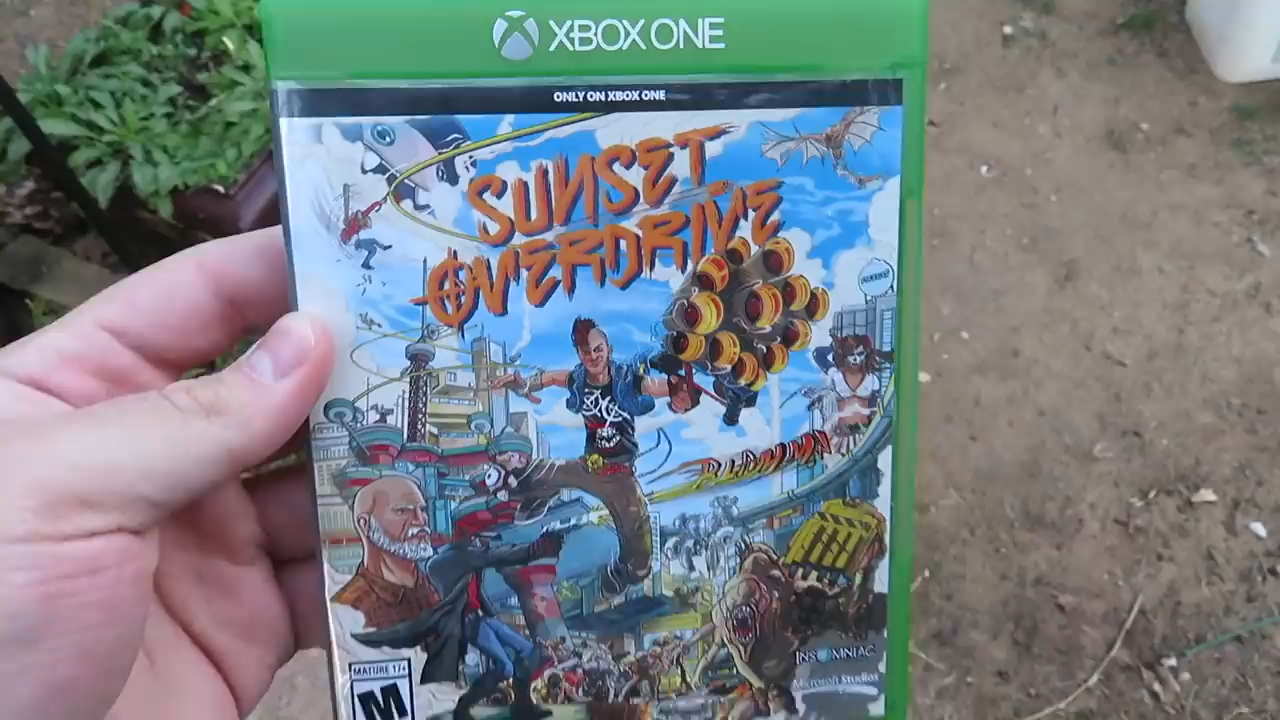 XBOX ONE
ONLY ON XBOX ONE
SUNSET
OVERDRIVE
MATURE 17+
M
INSOMNIAC
Microsoft Studios